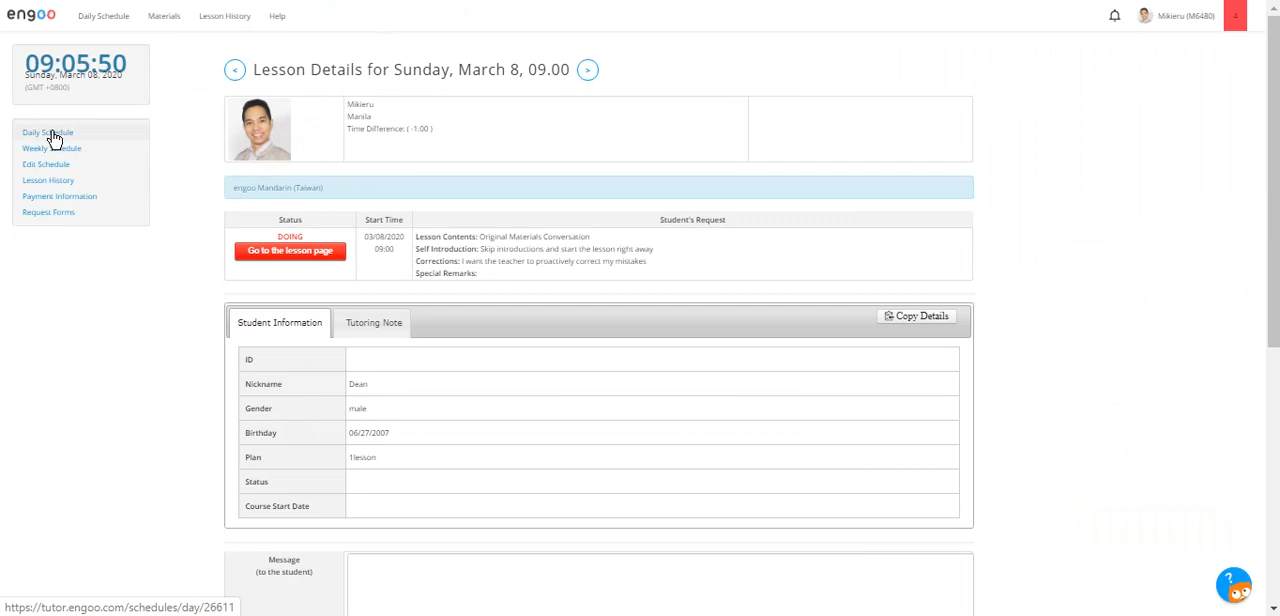 engoo Daily Schedule Materials Lesson History Help Mikieru (M6480) 4
09:05:50
Sunday, March 08, 2020
(GMT +0800)
Daily Schedule
Weekly Schedule
Edit Schedule
Lesson History
Payment Information
Request Forms
< Lesson Details for Sunday, March 8, 09.00 >
Mikieru
Manila
Time Difference: ( -1:00 )
engoo Mandarin (Taiwan)
Status Start Time Student's Request
DOING
Go to the lesson page
03/08/2020
09:00
Lesson Contents: Original Materials Conversation
Self Introduction: Skip introductions and start the lesson right away
Corrections: I want the teacher to proactively correct my mistakes
Special Remarks:
Student Information Tutoring Note Copy Details
ID
Nickname Dean
Gender male
Birthday 06/27/2007
Plan 1lesson
Status
Course Start Date
Message
(to the student)
?
https://tutor.engoo.com/schedules/day/26611